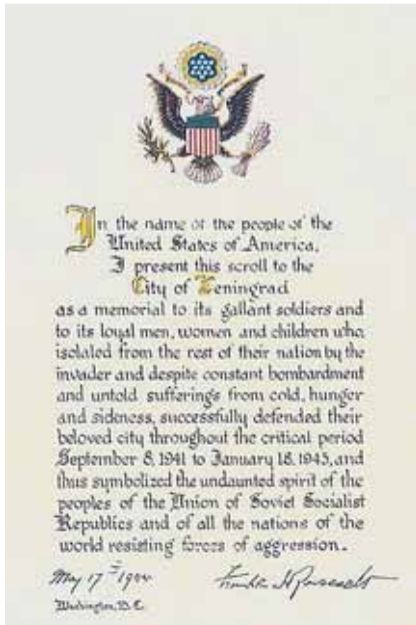 In the name of the people of the
United States of America,
I present this scroll to the
City of Leningrad
as a memorial to its gallant soldiers and
to its loyal men, women and children who,
isolated from the rest of their nation by the
invader and despite constant bombardment
and untold sufferings from cold, hunger
and sickness, successfully defended their
beloved city throughout the critical period
September 8, 1941 to January 18, 1943, and
thus symbolized the undaunted spirit of the
peoples of the Union of Soviet Socialist
Republics and of all the nations of the
world resisting forces of aggression.
May 17th 1944
Franklin D Roosevelt
Washington, D.C.